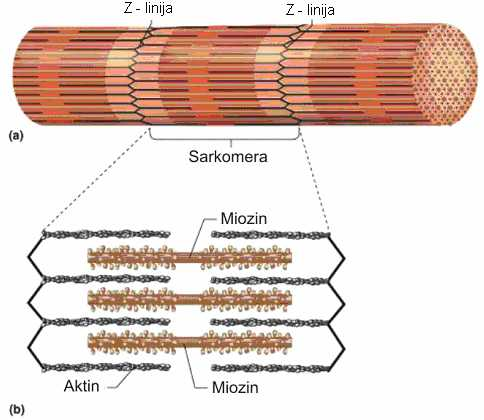 Z - linija
Z - linija
(a)
Sarkomera
Miozin
Aktin
Miozin
(b)